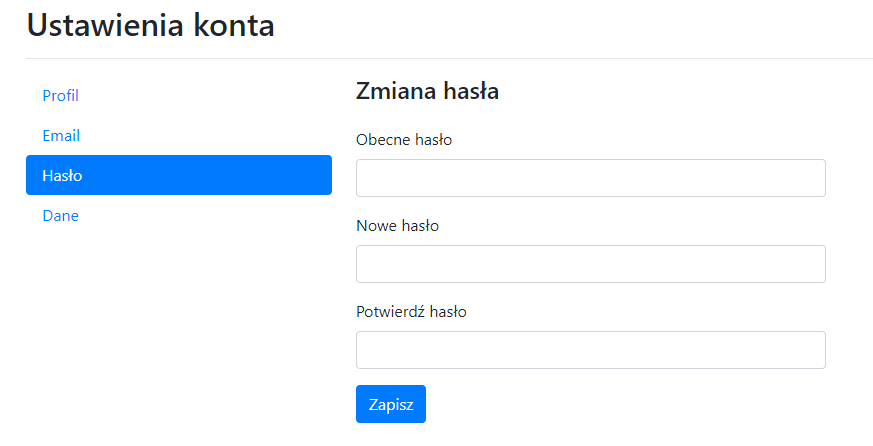 Ustawienia konta
Profil
Email
Hasło
Dane
Zmiana hasła
Obecne hasło
Nowe hasło
Potwierdź hasło
Zapisz